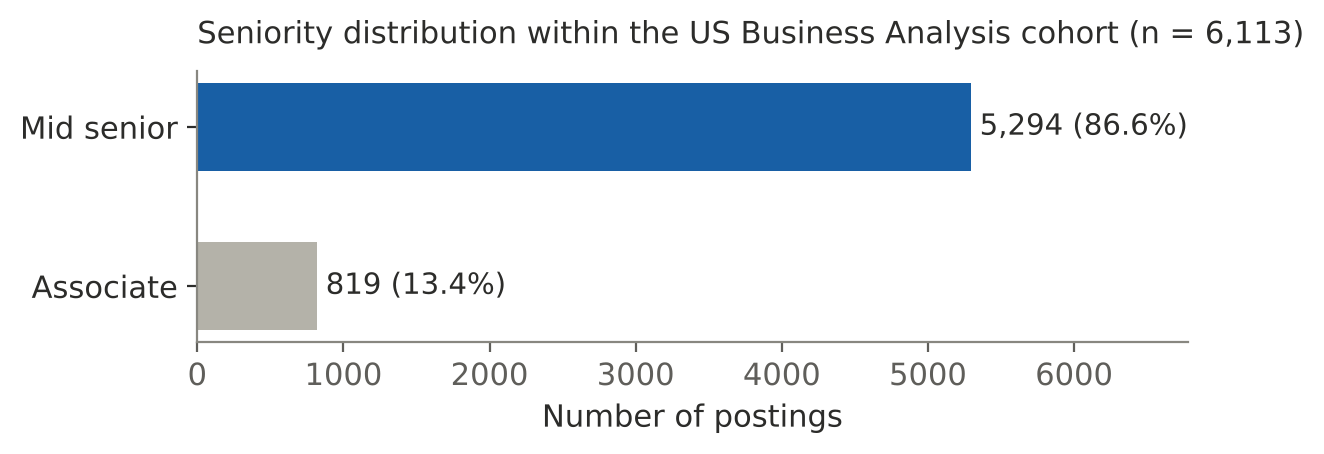 Seniority distribution within the US Business Analysis cohort (n = 6,113)
Mid senior
5,294 (86.6%)
Associate
819 (13.4%)
0 1000 2000 3000 4000 5000 6000
Number of postings